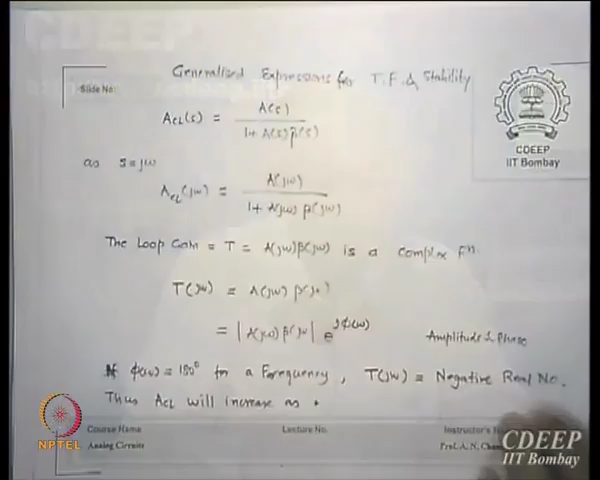 CDEEP
Slide No:
Generalised Expressions for T.F. & Stability
CDEEP
IIT Bombay
ACL(s) = A(s) / 1 + A(s) β(s)
as s = jω
ACL(jω) = A(jω) / 1 + A(jω) β(jω)
The Loop Gain = T = A(jω)β(jω) is a complex fn.
T(jω) = A(jω) β(jω)
= |A(jω) β(jω| e^jφ(ω)
Amplitude & Phase
If φ(ω) = 180° for a Forequency, T(jω) = Negative Real No.
Thus ACL will increase as
NPTEL
Course Name
Lecture No.
Instructor's
Analog Circuits
Prof. A. N.
CDEEP
IIT Bombay